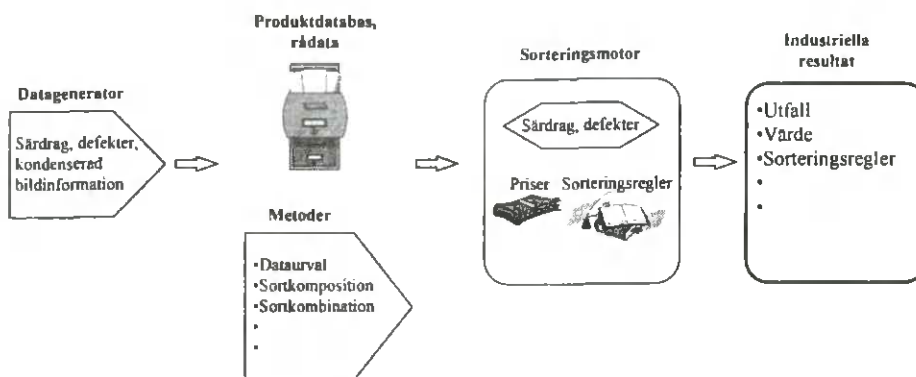 Datagenerator
Särdrag, defekter,
kondenserad
bildinformation
Produktdatabas,
rådata
Metoder
•Dataurval
•Sortkomposition
•Sortkombination
•
•
Sorteringsmotor
Särdrag, defekter
Priser Sorteringsregler
Industriella
resultat
•Utfall
•Värde
•Sorteringsregler
•
•